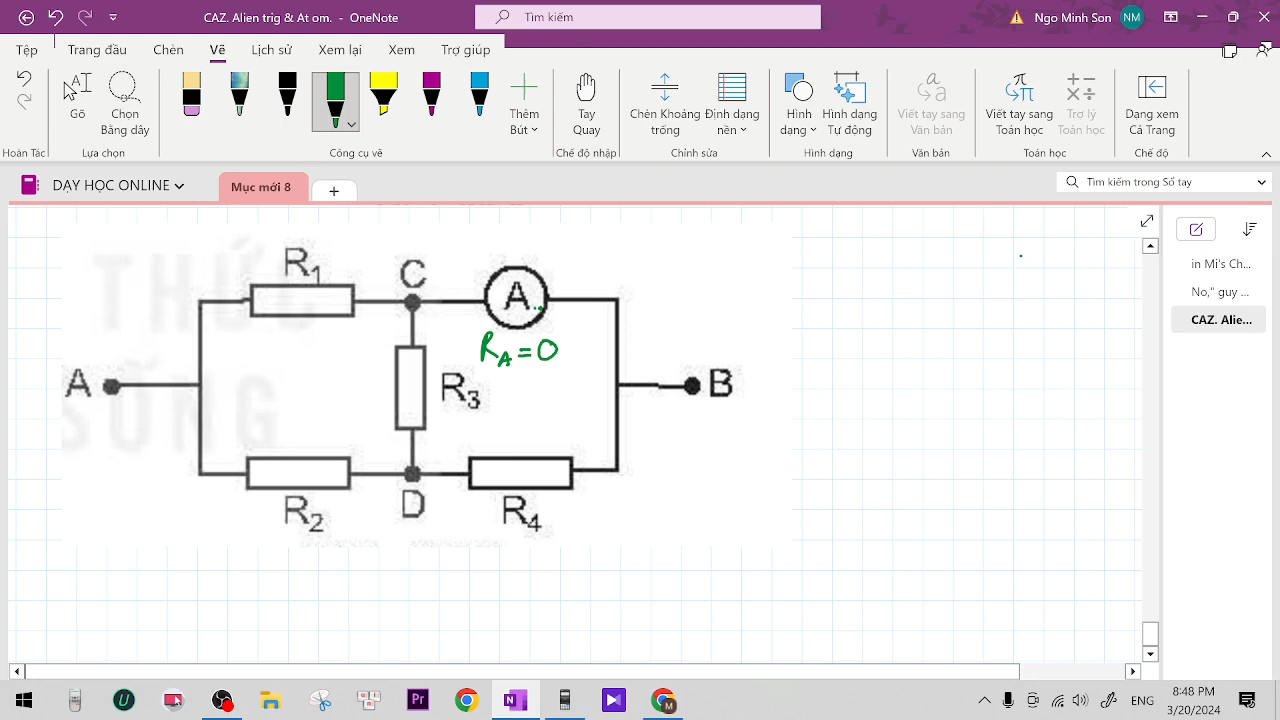 CAZ. Alien On Earth. - OneNote
Tìm kiếm
Ngo Minh Son
NM
Tệp Trang đầu Chèn Vẽ Lịch sử Xem lại Xem Trợ giúp
Gõ
Chọn Bằng dây
Thêm Bút
Tay Quay
Chèn Khoảng trống
Định dạng nền
Hình dạng
Hình dạng Tự động
Viết tay sang Văn bản
Viết tay sang Toán học
Trợ lý Toán học
Dạng xem Cả Trang
Hoàn Tác Lựa chọn Công cụ vẽ Chế độ nhập Chỉnh sửa Hình dạng Văn bản Toán học Chế độ
DẠY HỌC ONLINE
Mục mới 8
+
Tìm kiếm trong Sổ tay
in Mi's Ch...
No," guy ...
CAZ. Alie...
THỨC
SỐNG
R1
C
A
RA = 0
A
R3
B
R2
D
R4
Pr
N
M
ENG
8:48 PM
3/20/2024